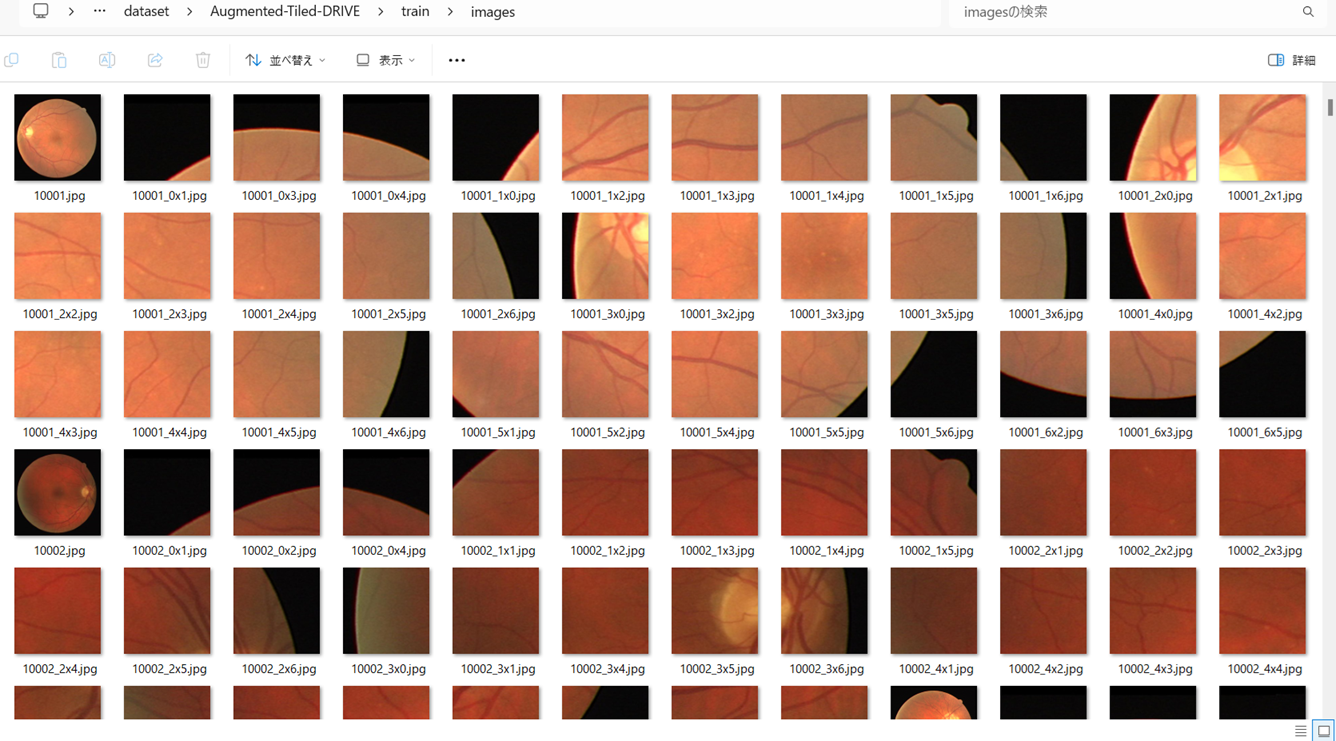 … dataset > Augmented-Tiled-DRIVE > train > images imagesの検索
並べ替え 表示 … 詳細
10001.jpg 10001_0x1.jpg 10001_0x3.jpg 10001_0x4.jpg 10001_1x0.jpg 10001_1x2.jpg 10001_1x3.jpg 10001_1x4.jpg 10001_1x5.jpg 10001_1x6.jpg 10001_2x0.jpg 10001_2x1.jpg
10001_2x2.jpg 10001_2x3.jpg 10001_2x4.jpg 10001_2x5.jpg 10001_2x6.jpg 10001_3x0.jpg 10001_3x2.jpg 10001_3x3.jpg 10001_3x5.jpg 10001_3x6.jpg 10001_4x0.jpg 10001_4x2.jpg
10001_4x3.jpg 10001_4x4.jpg 10001_4x5.jpg 10001_4x6.jpg 10001_5x1.jpg 10001_5x2.jpg 10001_5x4.jpg 10001_5x5.jpg 10001_5x6.jpg 10001_6x2.jpg 10001_6x3.jpg 10001_6x5.jpg
10002.jpg 10002_0x1.jpg 10002_0x2.jpg 10002_0x4.jpg 10002_1x1.jpg 10002_1x2.jpg 10002_1x3.jpg 10002_1x4.jpg 10002_1x5.jpg 10002_2x1.jpg 10002_2x2.jpg 10002_2x3.jpg
10002_2x4.jpg 10002_2x5.jpg 10002_2x6.jpg 10002_3x0.jpg 10002_3x1.jpg 10002_3x4.jpg 10002_3x5.jpg 10002_3x6.jpg 10002_4x1.jpg 10002_4x2.jpg 10002_4x3.jpg 10002_4x4.jpg